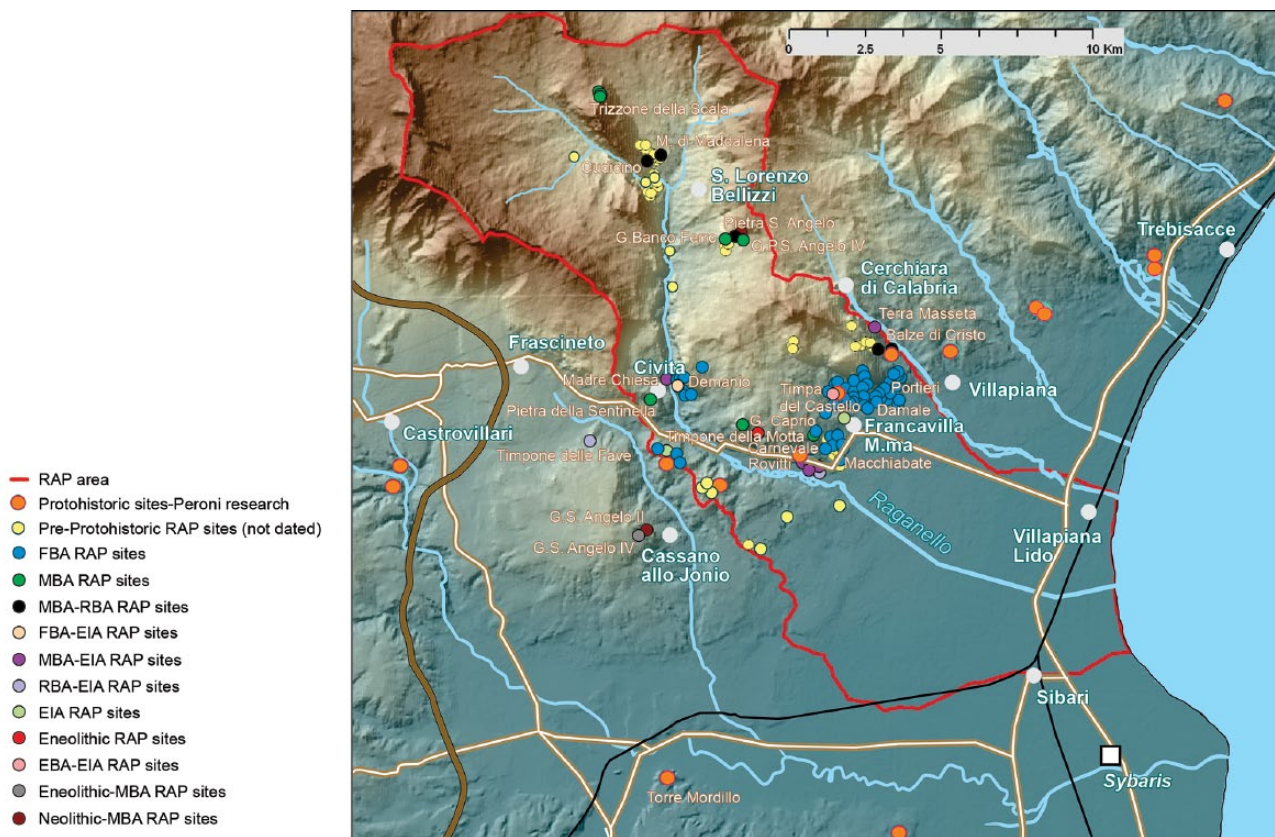 0 2.5 5 10 Km
Trizzone della Scala
M. di Maddalena
S. Lorenzo
Bellizzi
Pietra S. Angelo
G.Banco Ferro
G.P.S. Angelo IV
Trebisacce
Cerchiara
di Calabria
Terra Masseta
Balze di Cristo
Frascineto
Civita
Madre Chiesa
Demanio
Timpa
del Castello
Portieri
Villapiana
Pietra della Sentinella
Damale
G. Caprio
Francavilla
M.ma
Castrovillari
Timpone della Motta
Carnevale
Timpone delle Fave
Rovitti
Macchiabate
Raganello
G.S. Angelo II
G.S. Angelo IV
Cassano
allo Jonio
Villapiana
Lido
Sibari
Sybaris
Torre Mordillo
RAP area
Protohistoric sites-Peroni research
Pre-Protohistoric RAP sites (not dated)
FBA RAP sites
MBA RAP sites
MBA-RBA RAP sites
FBA-EIA RAP sites
MBA-EIA RAP sites
RBA-EIA RAP sites
EIA RAP sites
Eneolithic RAP sites
EBA-EIA RAP sites
Eneolithic-MBA RAP sites
Neolithic-MBA RAP sites